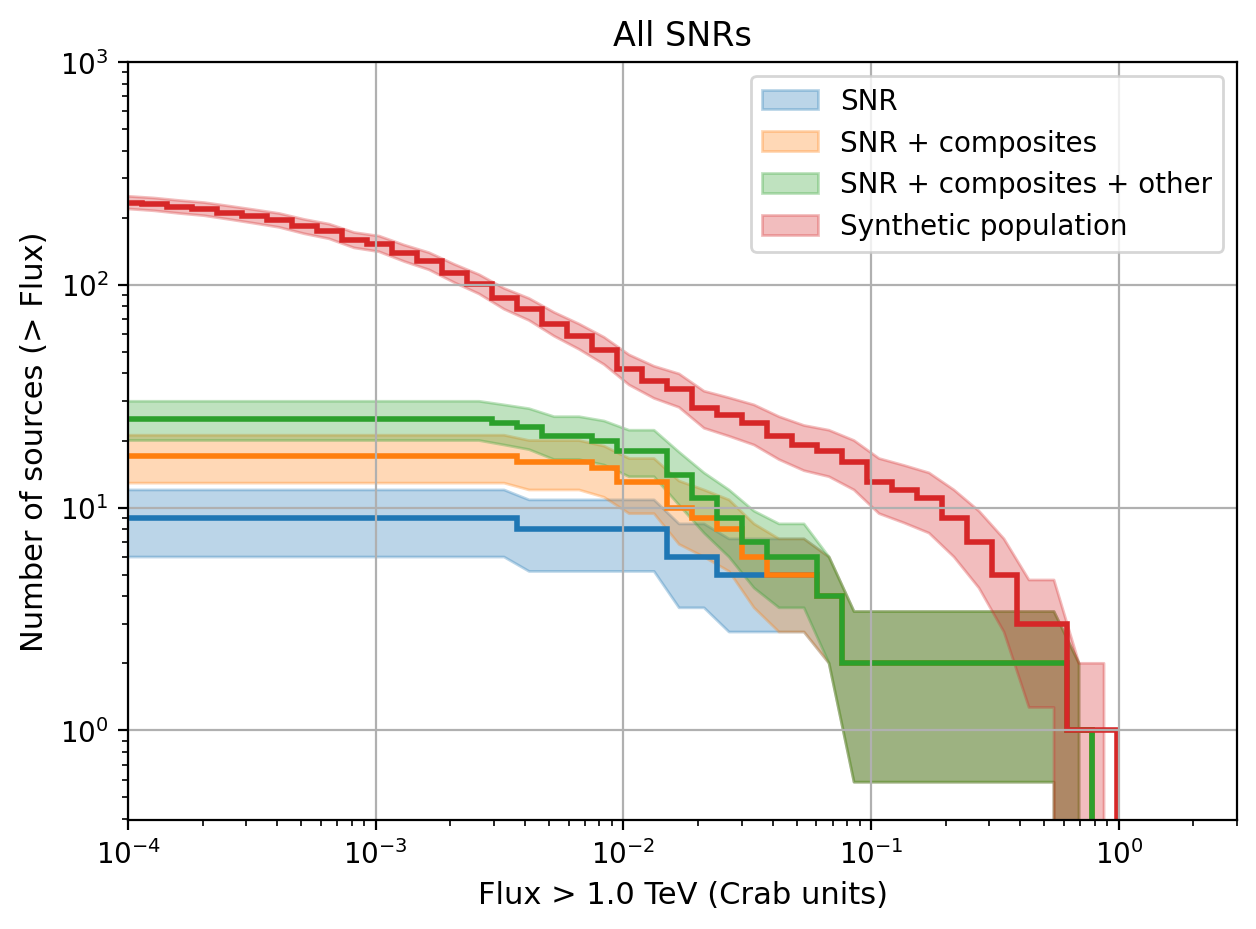 All SNRs
10³
10²
10¹
10⁰
Number of sources (> Flux)
SNR
SNR + composites
SNR + composites + other
Synthetic population
10⁻⁴ 10⁻³ 10⁻² 10⁻¹ 10⁰
Flux > 1.0 TeV (Crab units)